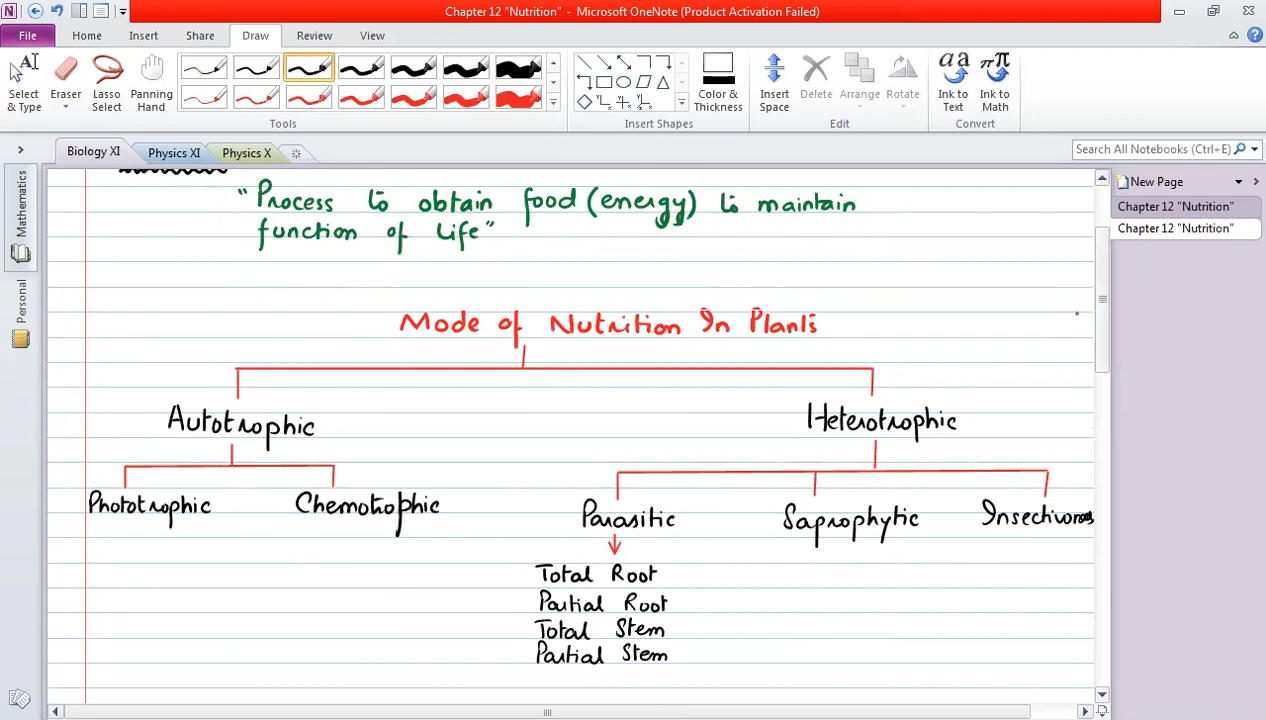 Chapter 12 "Nutrition" - Microsoft OneNote (Product Activation Failed)
File Home Insert Share Draw Review View
Select & Type
Eraser
Lasso Select
Panning Hand
Color & Thickness
Insert Space
Delete
Arrange
Rotate
Ink to Text
Ink to Math
Tools
Insert Shapes
Edit
Convert
Biology XI
Physics XI
Physics X
Search All Notebooks (Ctrl+E)
Mathematics
Personal
New Page
Chapter 12 "Nutrition"
Chapter 12 "Nutrition"
"Process to obtain food (energy) to maintain
function of life"
Mode of Nutrition In Plants
Autotrophic
Heterotrophic
Phototrophic
Chemotrophic
Parasitic
Saprophytic
Insectivorous
Total Root
Partial Root
Total Stem
Partial Stem